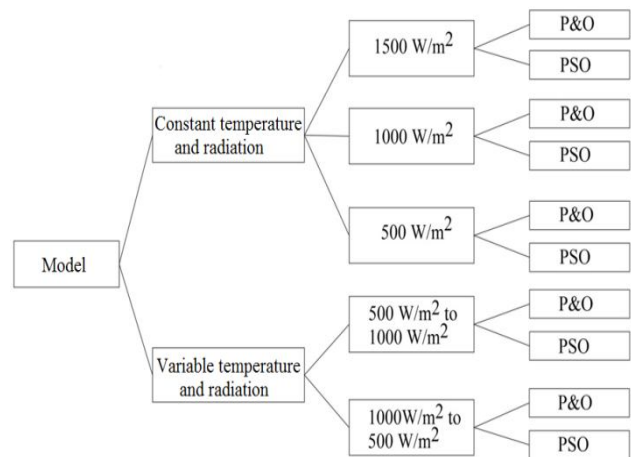 P&O
1500 W/m²
PSO
Constant temperature
and radiation
P&O
1000 W/m²
PSO
P&O
500 W/m²
PSO
Model
P&O
500 W/m² to
1000 W/m²
PSO
Variable temperature
and radiation
P&O
1000W/m² to
500 W/m²
PSO